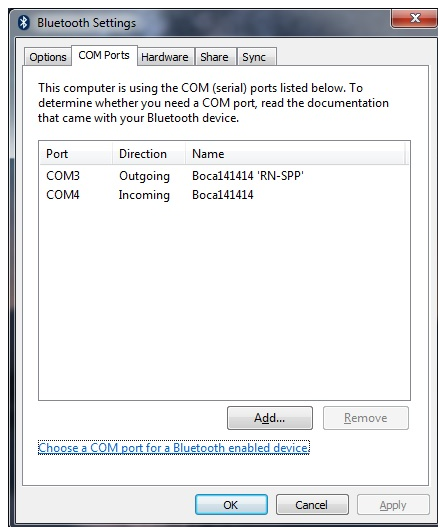 Bluetooth Settings
Options COM Ports Hardware Share Sync
This computer is using the COM (serial) ports listed below. To
determine whether you need a COM port, read the documentation
that came with your Bluetooth device.
Port Direction Name
COM3 Outgoing Boca141414 'RN-SPP'
COM4 Incoming Boca141414
Add... Remove
Choose a COM port for a Bluetooth enabled device.
OK Cancel Apply